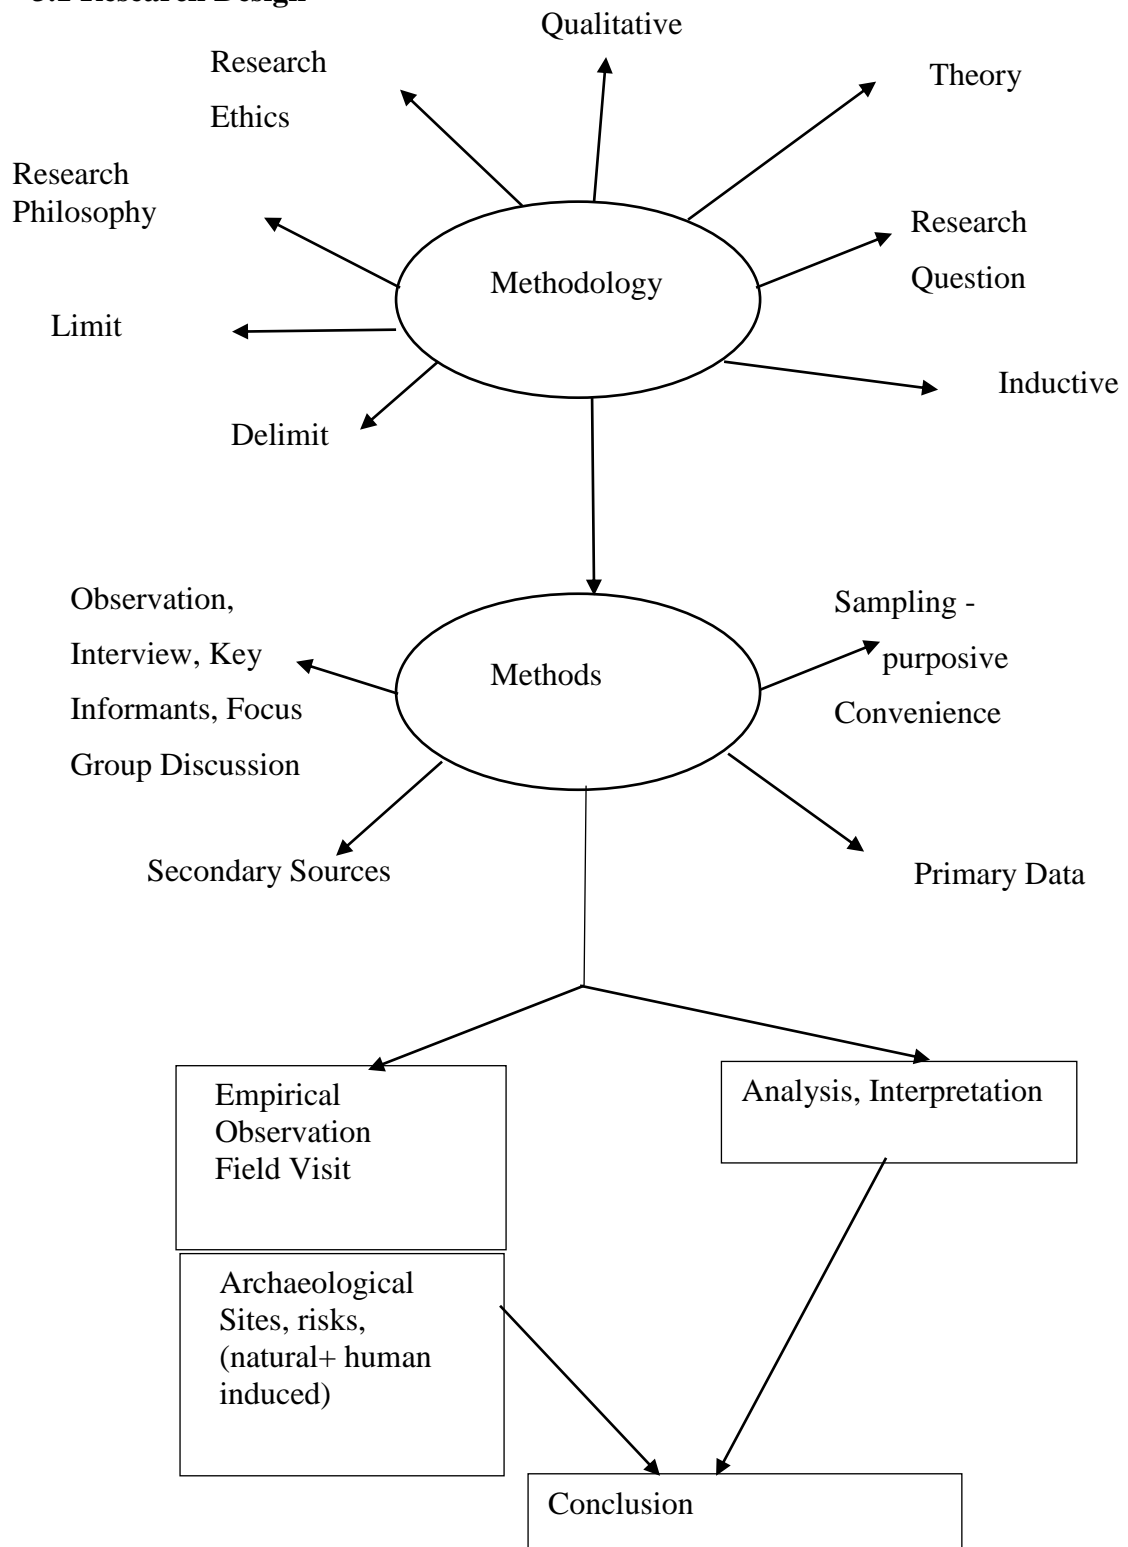 Research Design
Qualitative
Research
Ethics
Theory
Research
Philosophy
Research
Question
Methodology
Limit
Inductive
Delimit
Observation,
Interview, Key
Informants, Focus
Group Discussion
Sampling -
purposive
Convenience
Methods
Secondary Sources
Primary Data
Empirical
Observation
Field Visit
Analysis, Interpretation
Archaeological
Sites, risks,
(natural+ human
induced)
Conclusion